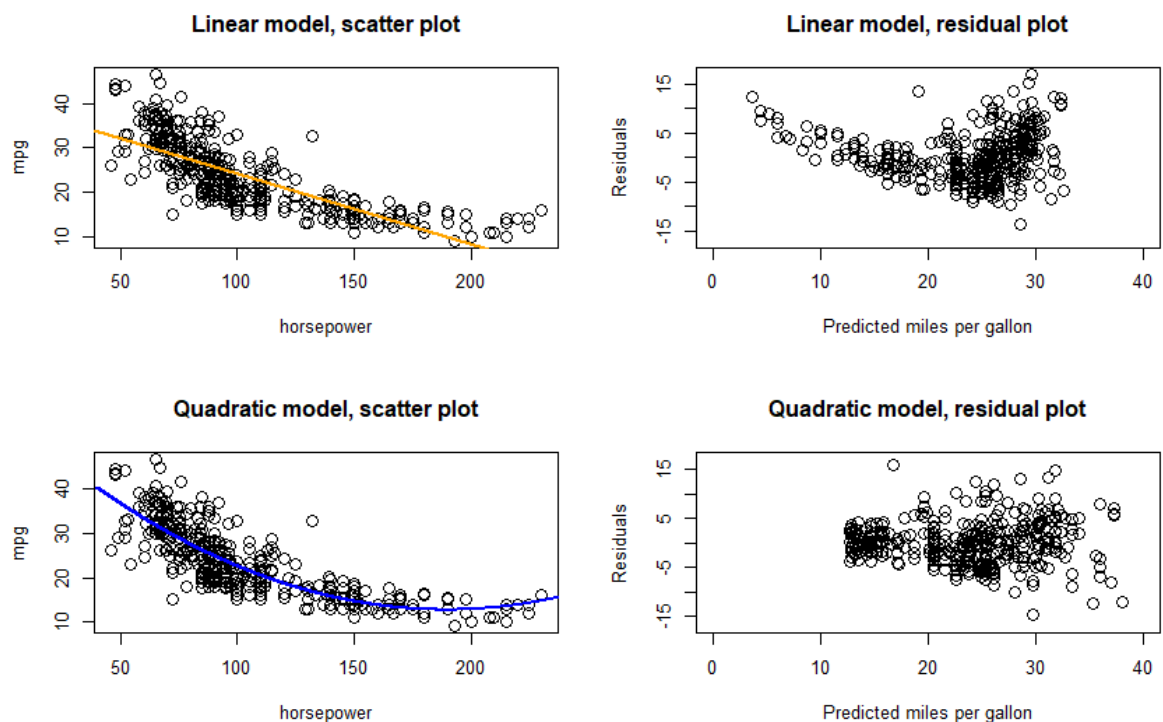 Linear model, scatter plot
mpg
40
30
20
10
50 100 150 200
horsepower
Linear model, residual plot
Residuals
15
5
-5
-15
0 10 20 30 40
Predicted miles per gallon
Quadratic model, scatter plot
mpg
40
30
20
10
50 100 150 200
horsepower
Quadratic model, residual plot
Residuals
15
5
-5
-15
0 10 20 30 40
Predicted miles per gallon